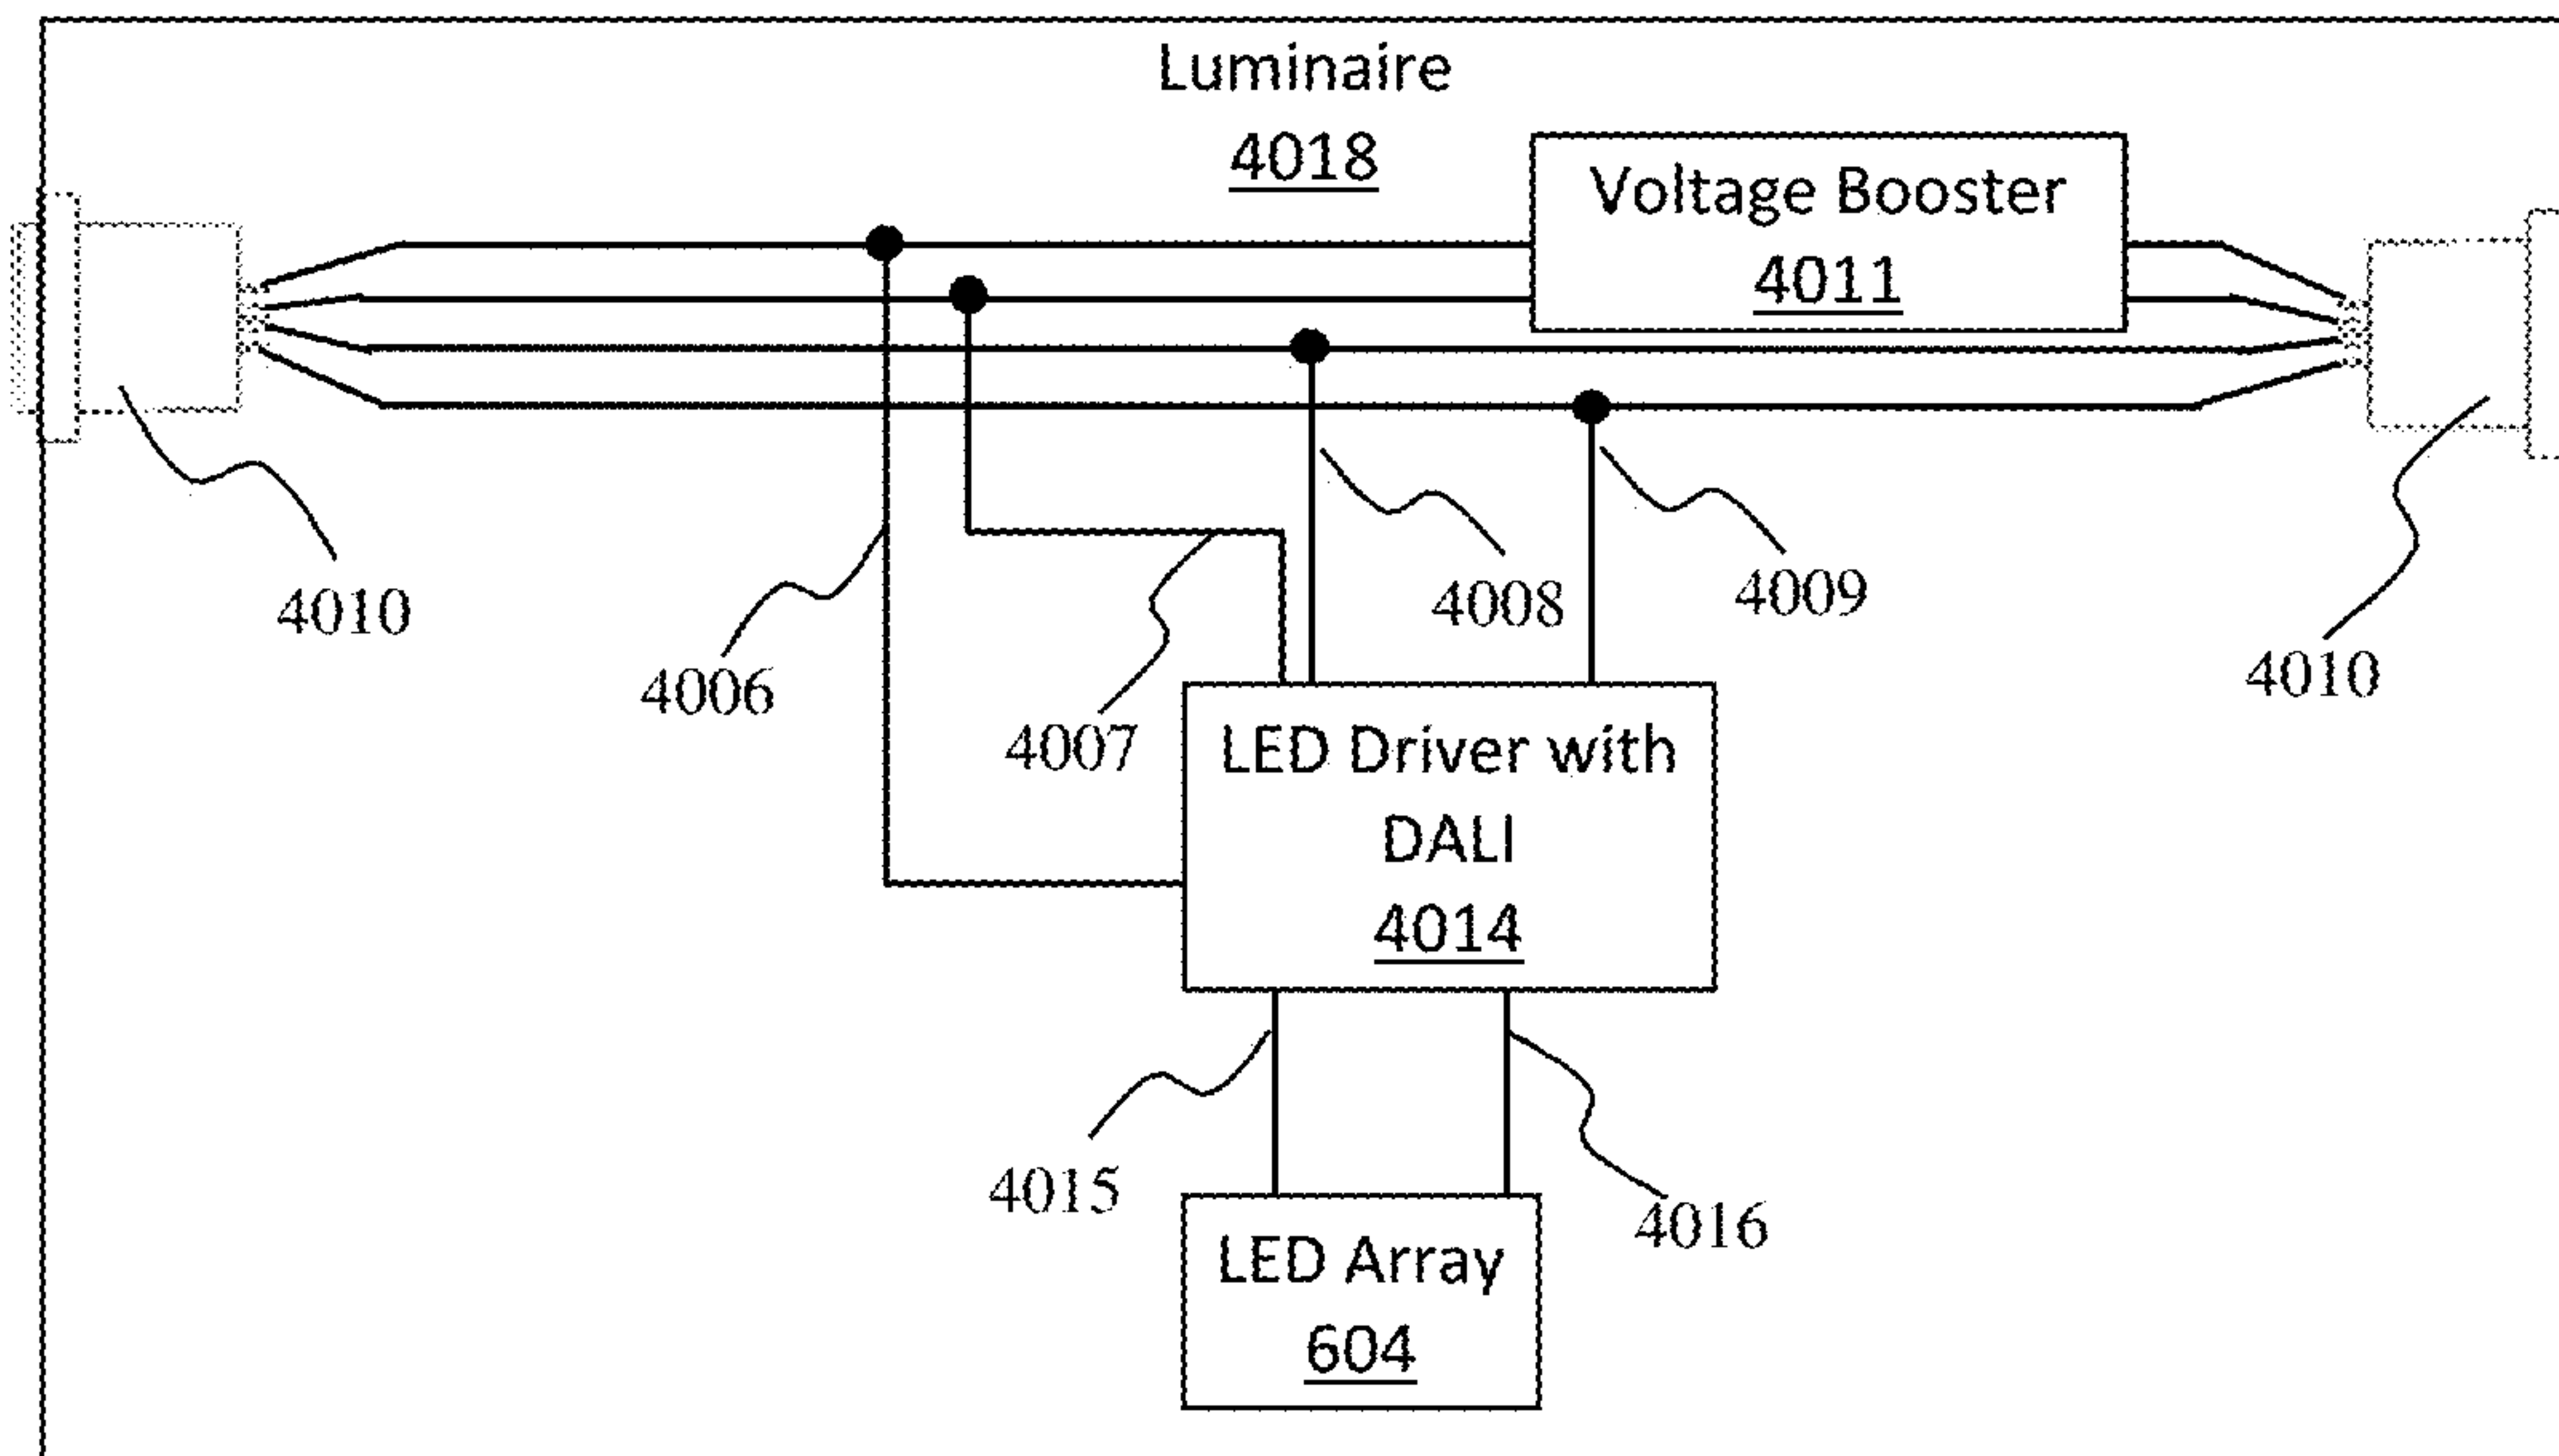 Luminaire
4018
Voltage Booster
4011
4010
4006
4007
4008
4009
4010
LED Driver with
DALI
4014
4015
4016
LED Array
604